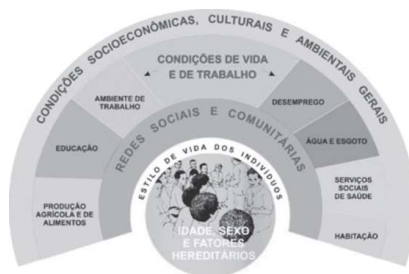 CONDIÇÕES SOCIOECONÔMICAS, CULTURAIS E AMBIENTAIS GERAIS
CONDIÇÕES DE VIDA
E DE TRABALHO
AMBIENTE DE
TRABALHO
DESEMPREGO
REDES SOCIAIS E COMUNITÁRIAS
EDUCAÇÃO
ÁGUA E ESGOTO
ESTILO DE VIDA DOS INDIVÍDUOS
PRODUÇÃO
AGRÍCOLA E DE
ALIMENTOS
SERVIÇOS
SOCIAIS
DE SAÚDE
HABITAÇÃO
IDADE, SEXO
E FATORES
HEREDITÁRIOS